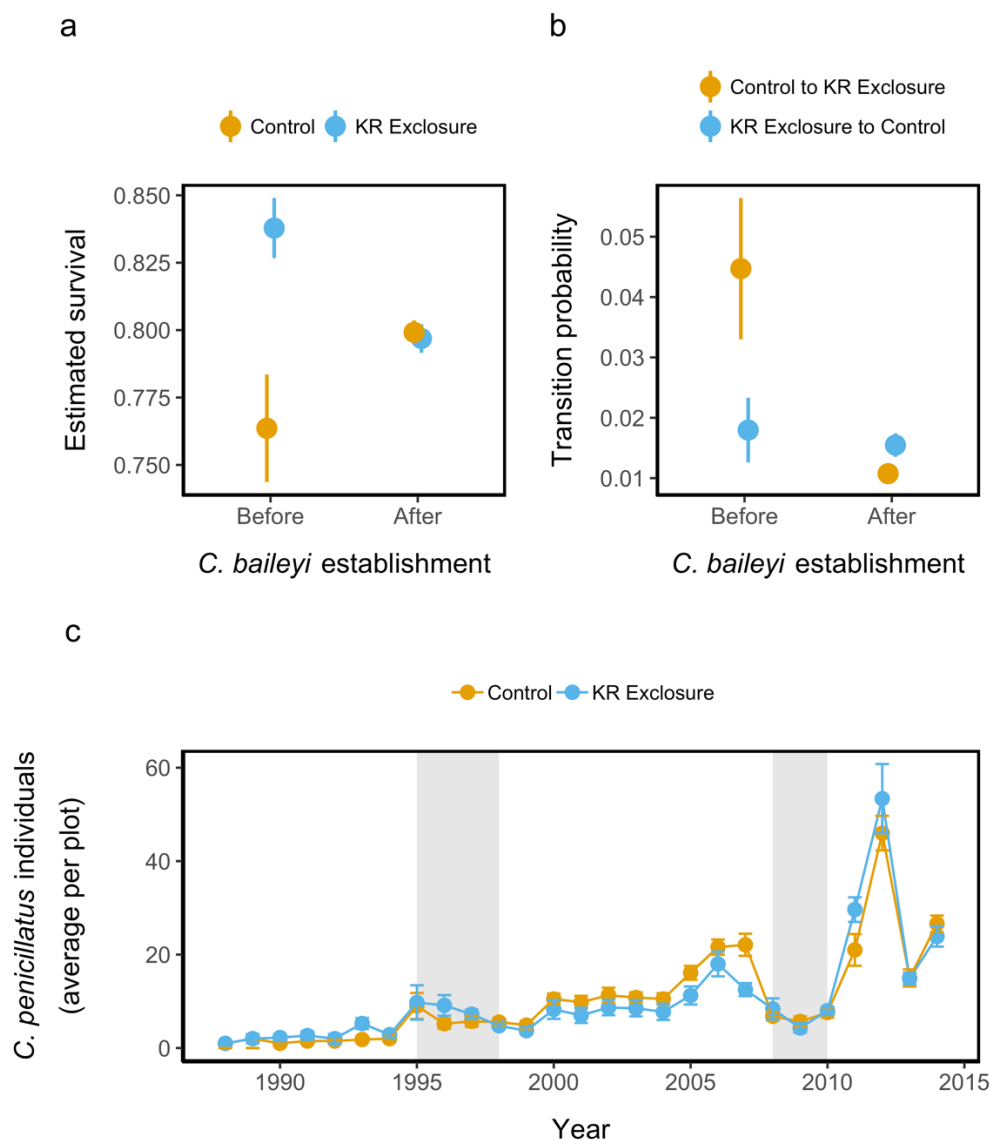 a
b
Control to KR Exclosure
KR Exclosure to Control
Control
KR Exclosure
0.850
0.825
0.800
0.775
0.750
Estimated survival
Before
After
C. baileyi establishment
0.05
0.04
0.03
0.02
0.01
Transition probability
Before
After
C. baileyi establishment
c
Control
KR Exclosure
C. penicillatus individuals
(average per plot)
60
40
20
0
1990
1995
2000
2005
2010
2015
Year